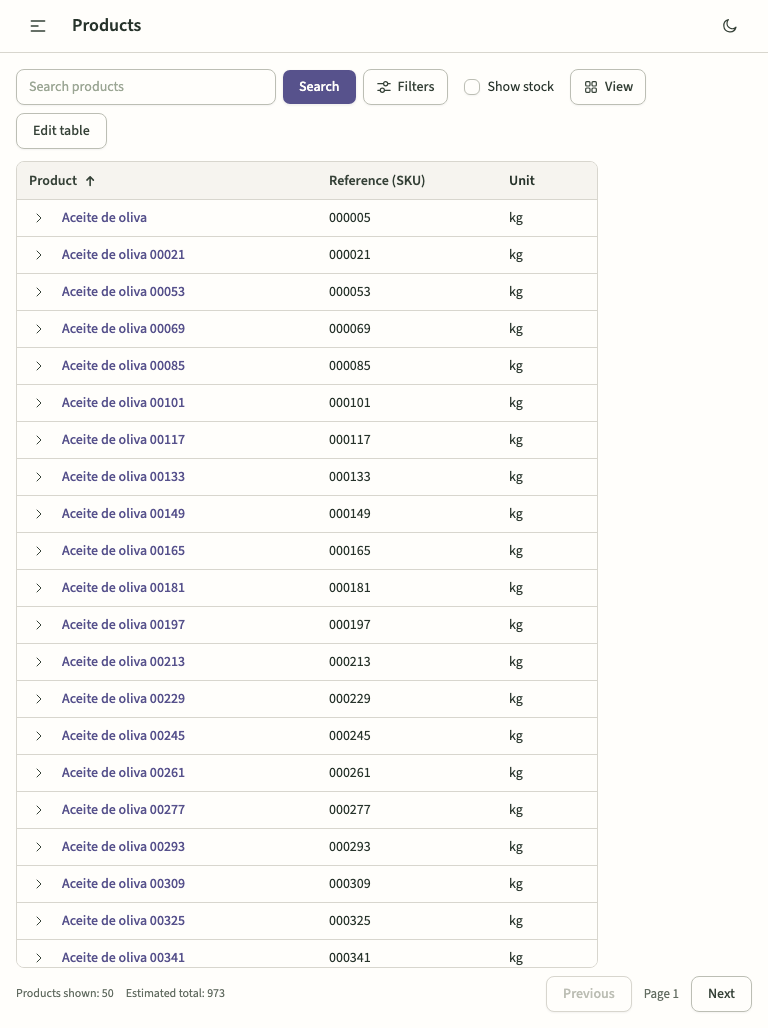 Products
Search products
Search
Filters
Show stock
View
Edit table
Product Reference (SKU) Unit
Aceite de oliva 000005 kg
Aceite de oliva 00021 000021 kg
Aceite de oliva 00053 000053 kg
Aceite de oliva 00069 000069 kg
Aceite de oliva 00085 000085 kg
Aceite de oliva 00101 000101 kg
Aceite de oliva 00117 000117 kg
Aceite de oliva 00133 000133 kg
Aceite de oliva 00149 000149 kg
Aceite de oliva 00165 000165 kg
Aceite de oliva 00181 000181 kg
Aceite de oliva 00197 000197 kg
Aceite de oliva 00213 000213 kg
Aceite de oliva 00229 000229 kg
Aceite de oliva 00245 000245 kg
Aceite de oliva 00261 000261 kg
Aceite de oliva 00277 000277 kg
Aceite de oliva 00293 000293 kg
Aceite de oliva 00309 000309 kg
Aceite de oliva 00325 000325 kg
Aceite de oliva 00341 000341 kg
Products shown: 50 Estimated total: 973
Previous Page 1 Next